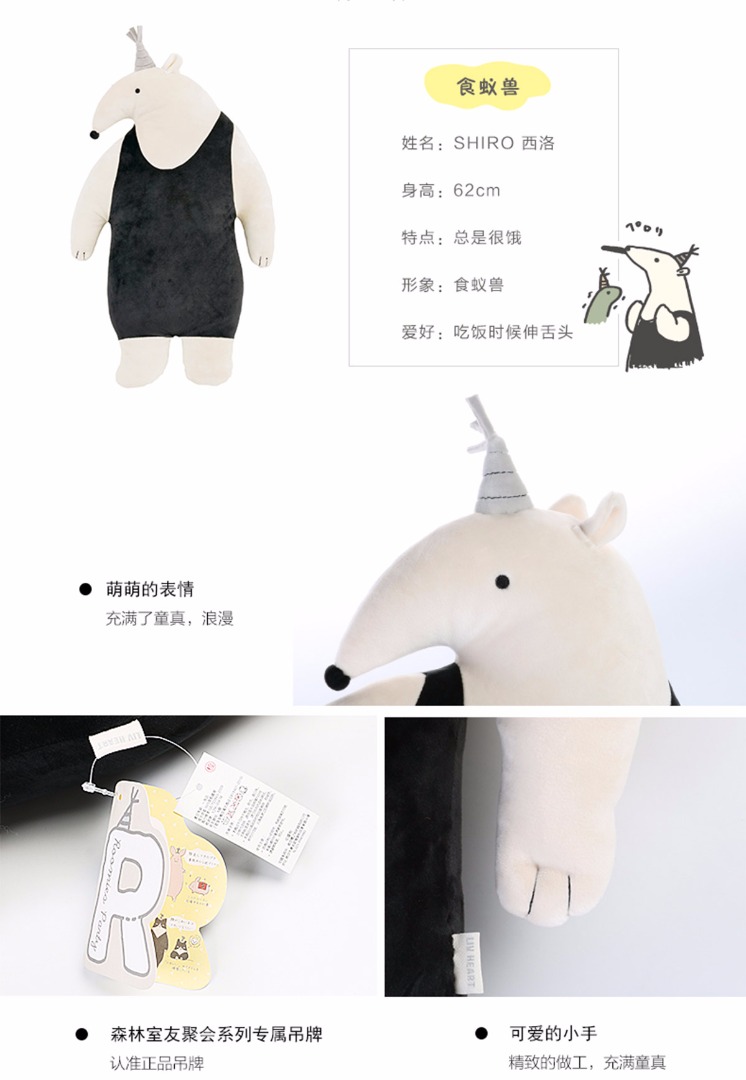 食蚁兽
姓名：SHIRO 西洛
身高：62cm
特点：总是很饿
形象：食蚁兽
爱好：吃饭时候伸舌头
ペロリ
萌萌的表情
充满了童真，浪漫
LIV HEART
R
Roomies Party
LIV HEART
森林室友聚会系列专属吊牌
认准正品吊牌
可爱的小手
精致的做工，充满童真